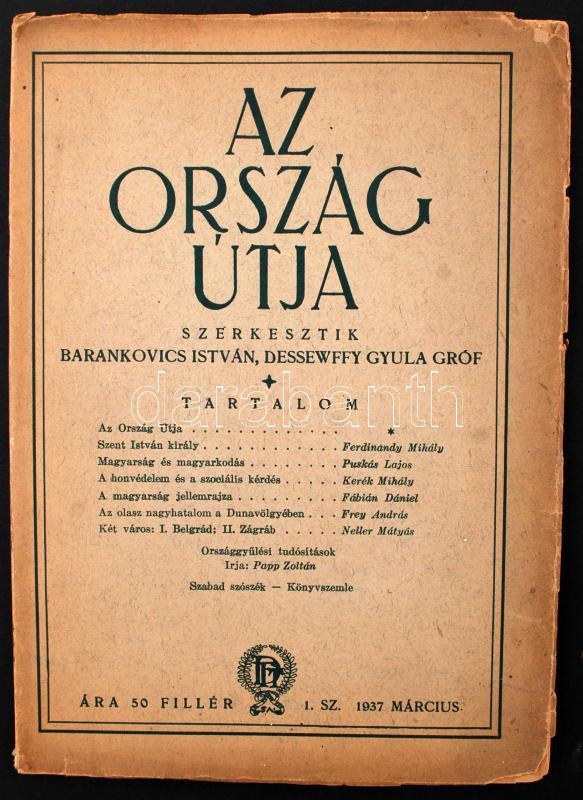 AZ
ORSZÁG
ÚTJA
SZERKESZTIK
BARANKOVICS ISTVÁN, DESSEWFFY GYULA GRÓF
TARTALOM
Az Ország Útja . . . . . . . . . . . . . . . *
Szent István király . . . . . . . . . . . . . Ferdinandy Mihály
Magyarság és magyarkodás . . . . . . . . Puskás Lajos
A honvédelem és a szociális kérdés . . . . . Kerék Mihály
A magyarság jellemrajza . . . . . . . . . . Fábián Dániel
Az olasz nagyhatalom a Dunavölgyében . . . Frey András
Két város: I. Belgrád; II. Zágráb . . . . . Neller Mátyás
Országgyűlési tudósítások
Irja: Papp Zoltán
Szabad szószék — Könyvszemle
ÁRA 50 FILLÉR
1. SZ. 1937 MÁRCIUS
darabanth.com